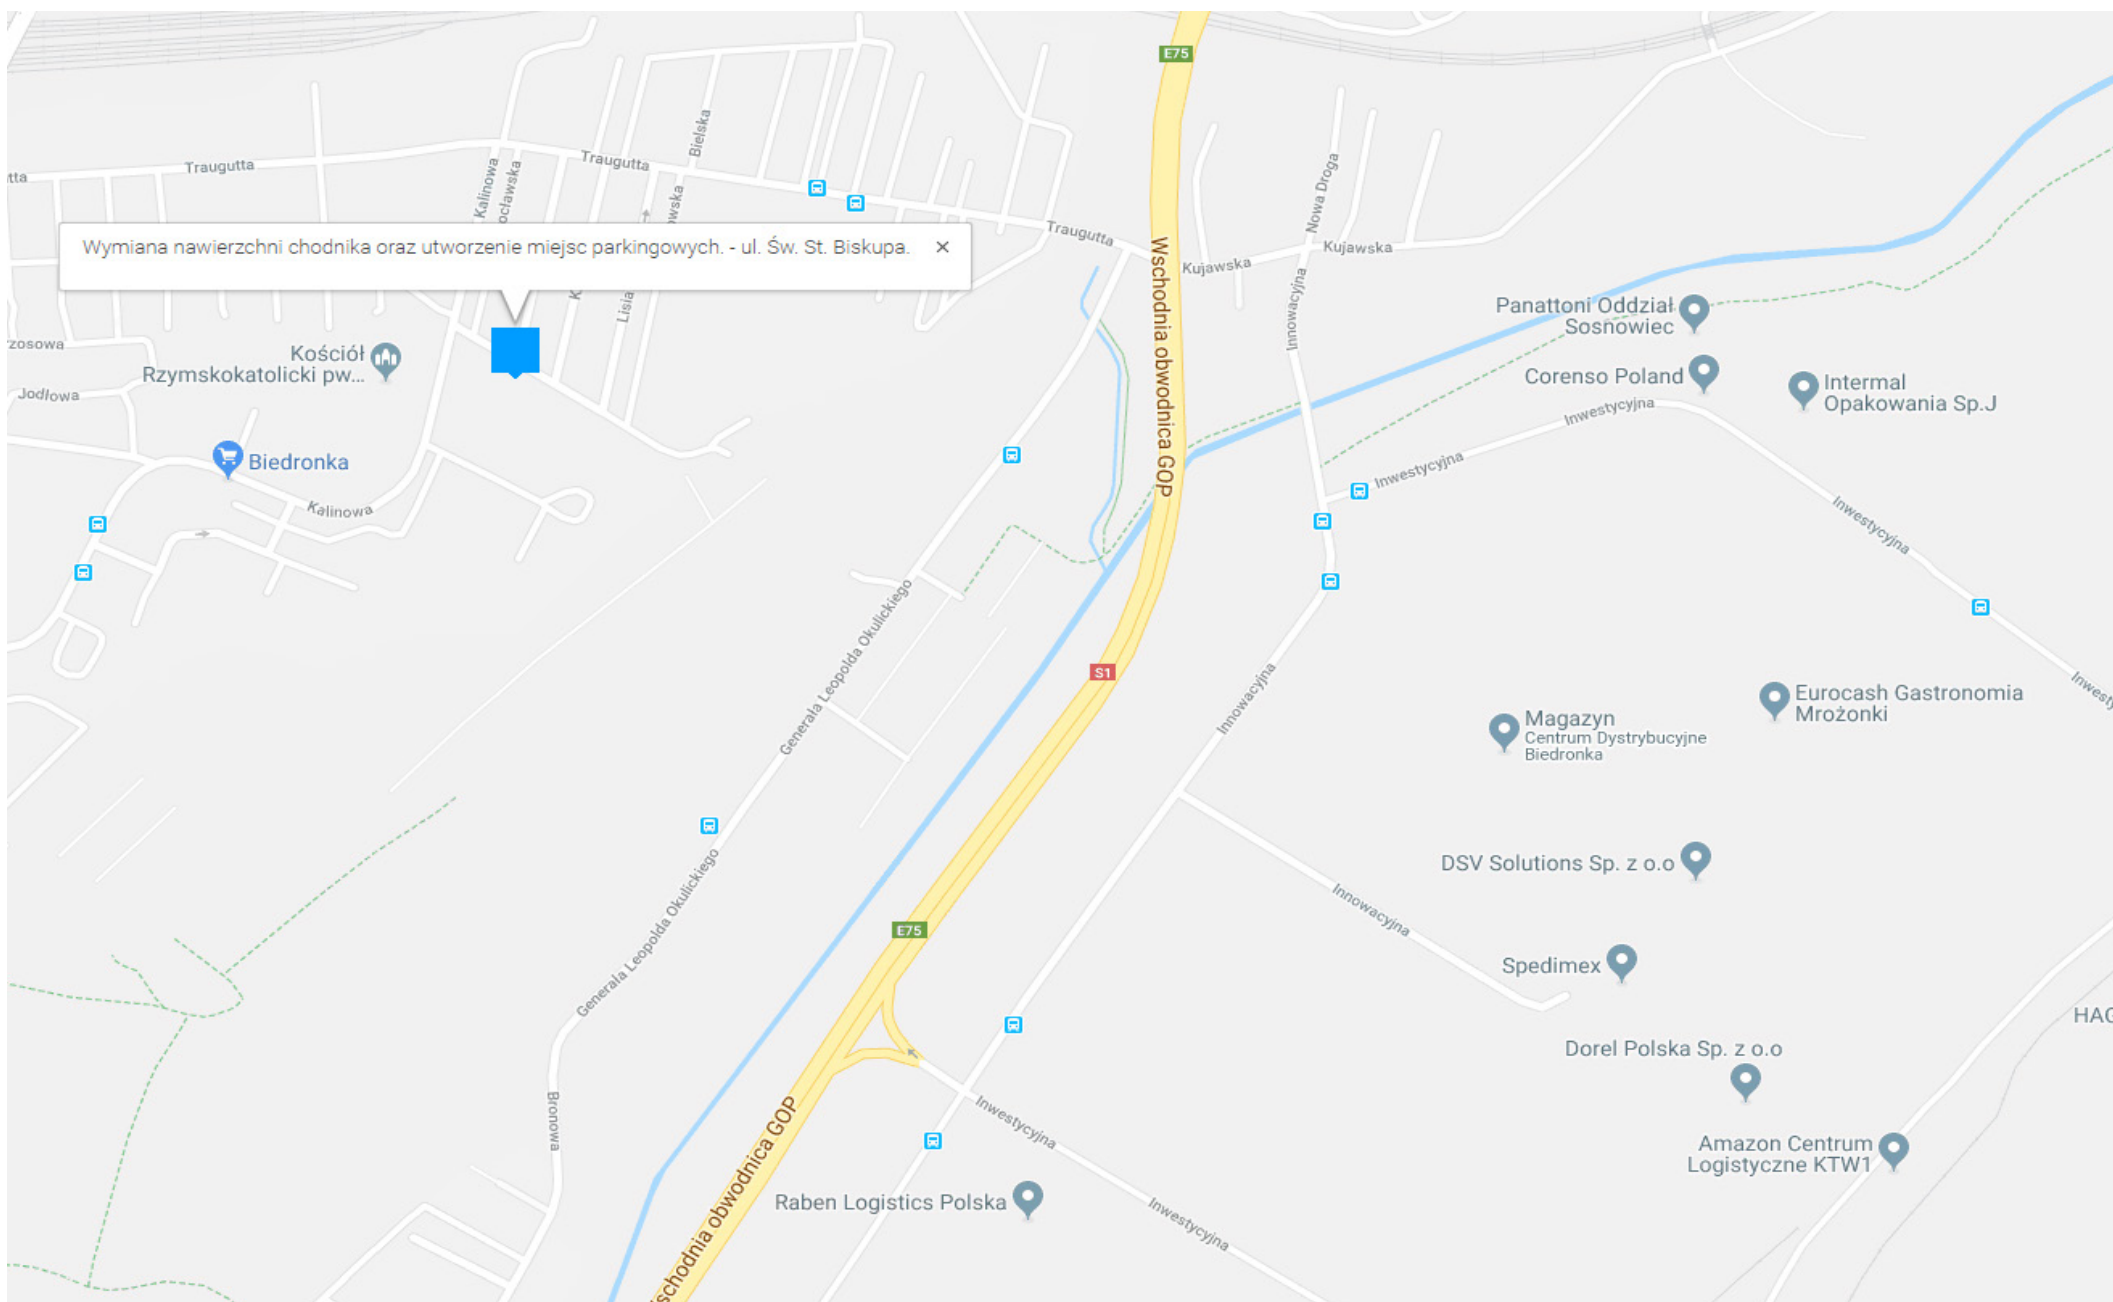 E75
Bielska
Traugutta
Traugutta
tta
Kalinowa
ocławska
wska
Nowa Droga
Traugutta
Kujawska
Kujawska
Wymiana nawierzchni chodnika oraz utworzenie miejsc parkingowych. - ul. Św. St. Biskupa. ×
K
Lisia
Wschodnia obwodnica GOP
Innowacyjna
Panattoni Oddział
Sosnowiec
zosowa
Kościół
Rzymskokatolicki pw...
Jodłowa
Corenso Poland
Intermal
Opakowania Sp.J
Inwestycyjna
Biedronka
Inwestycyjna
Kalinowa
Inwestycyjna
Generała Leopolda Okulickiego
S1
Innowacyjna
Inwesty
Eurocash Gastronomia
Mrożonki
Magazyn
Centrum Dystrybucyjne
Biedronka
DSV Solutions Sp. z o.o
Generała Leopolda Okulickiego
Innowacyjna
E75
Spedimex
HAG
Dorel Polska Sp. z o.o
Bronowa
Inwestycyjna
Wschodnia obwodnica GOP
Amazon Centrum
Logistyczne KTW1
Raben Logistics Polska
Inwestycyjna